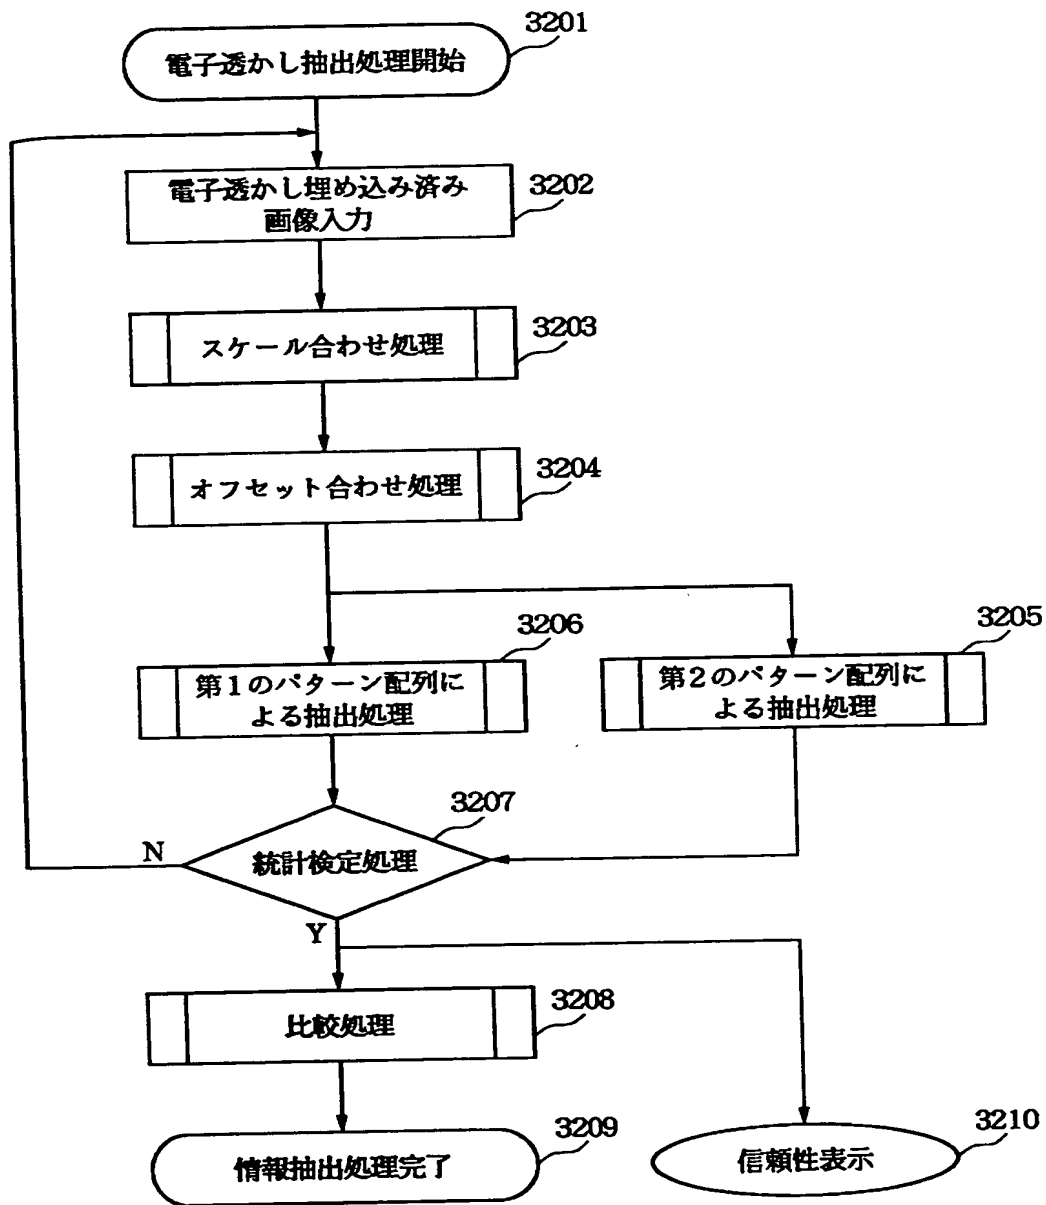 3201
電子透かし抽出処理開始
電子透かし埋め込み済み
画像入力
3202
スケール合わせ処理
3203
オフセット合わせ処理
3204
3206
第1のパターン配列に
よる抽出処理
3205
第2のパターン配列に
よる抽出処理
3207
統計検定処理
N
Y
比較処理
3208
情報抽出処理完了
3209
信頼性表示
3210